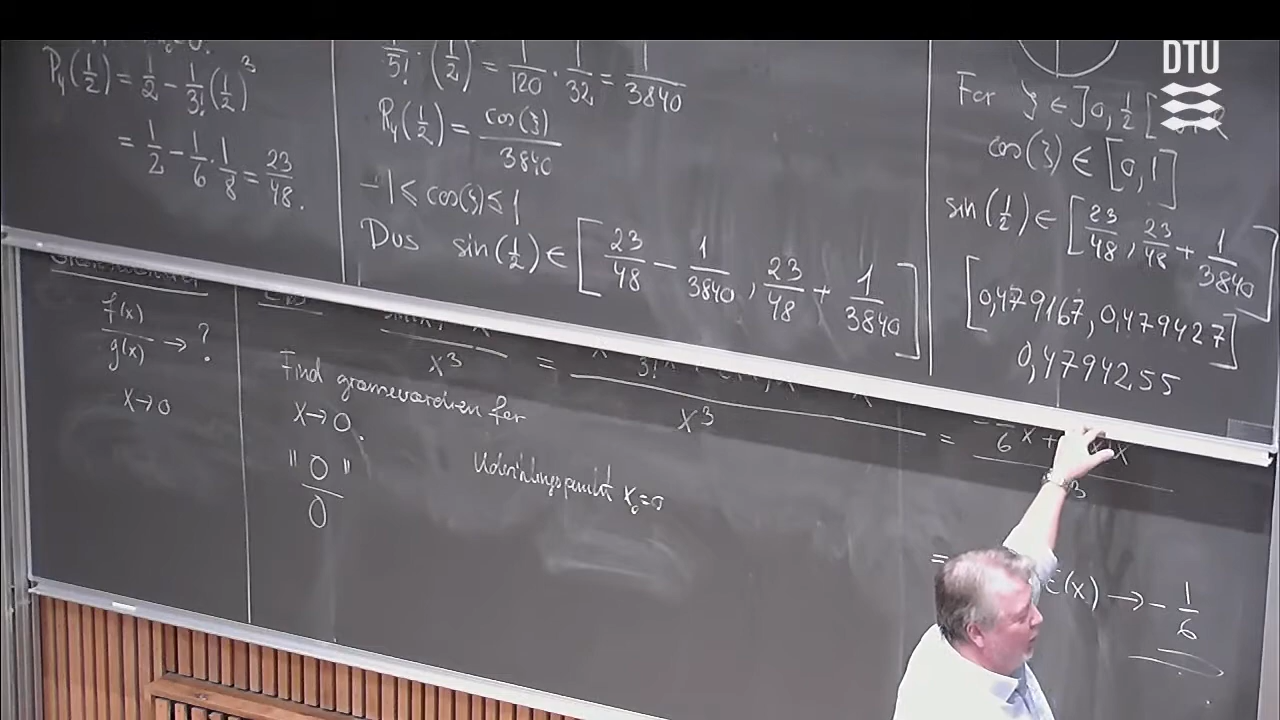 P₄(1/2) = 1/2 - 1/3! (1/2)³
= 1/2 - 1/6 · 1/8 = 23/48.
1/5! · (1/2) = 1/120 · 1/32 = 1/3840
R₄(1/2) = cos(ξ)/3840
-1 ≤ cos(ξ) ≤ 1
Dus sin(1/2) ∈ [23/48 - 1/3840, 23/48 + 1/3840]
DTU
For ξ ∈ ]0, 1/2[
cos(ξ) ∈ [0,1]
sin(1/2) ∈ [23/48, 23/48 + 1/3840]
[0,479167, 0,479427]
0,4794255
f(x)/g(x) → ?
x → 0
x³ =
x³ =
Find grænseværdien for
x → 0.
"0/0"
Udviklingspunkt x₀ = 0
ε(x) → - 1/6